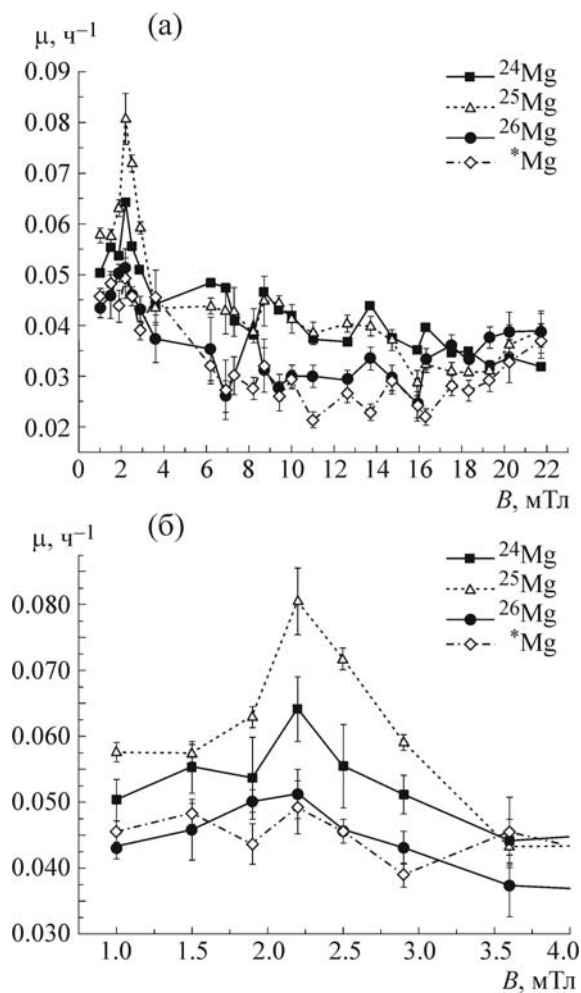 (а)
μ, ч⁻¹
²⁴Mg
²⁵Mg
²⁶Mg
*Mg
0.09
0.08
0.07
0.06
0.05
0.04
0.03
0.02
0 2 4 6 8 10 12 14 16 18 20 22
B, мТл
(б)
μ, ч⁻¹
²⁴Mg
²⁵Mg
²⁶Mg
*Mg
0.080
0.070
0.060
0.050
0.040
0.030
1.0 1.5 2.0 2.5 3.0 3.5 4.0
B, мТл